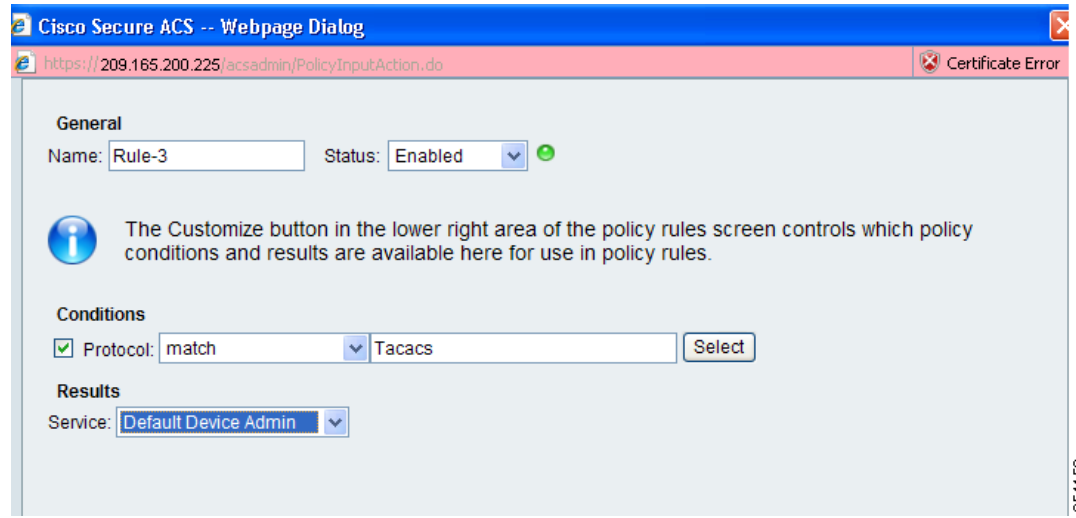 Cisco Secure ACS -- Webpage Dialog
https://209.165.200.225/acsadmin/PolicyInputAction.do Certificate Error
General
Name: Rule-3 Status: Enabled
The Customize button in the lower right area of the policy rules screen controls which policy
conditions and results are available here for use in policy rules.
Conditions
Protocol: match Tacacs Select
Results
Service: Default Device Admin